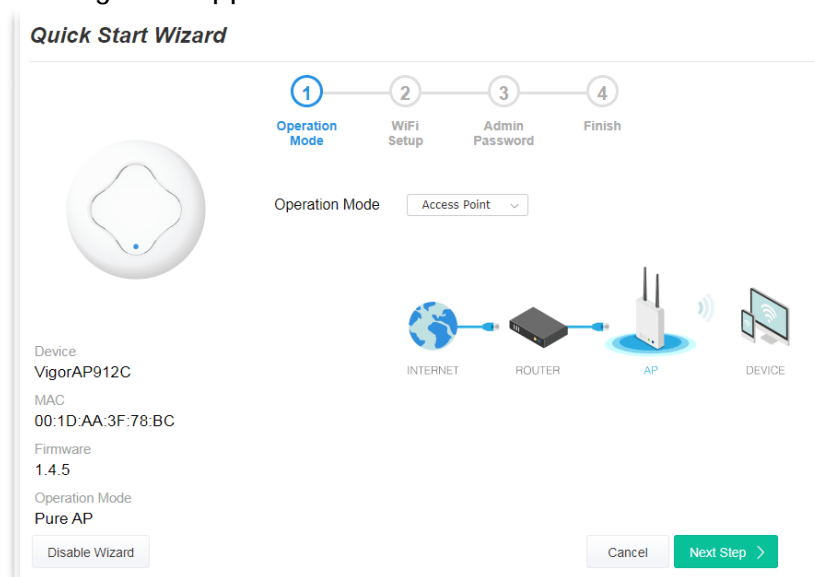 Quick Start Wizard
1
2
3
4
Operation Mode
WiFi Setup
Admin Password
Finish
Operation Mode
Access Point
INTERNET
ROUTER
AP
DEVICE
Device
VigorAP912C
MAC
00:1D:AA:3F:78:BC
Firmware
1.4.5
Operation Mode
Pure AP
Disable Wizard
Cancel
Next Step